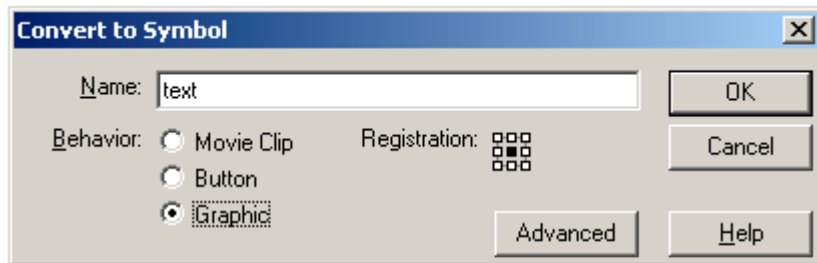 Convert to Symbol
Name: text OK
Behavior: Movie Clip Registration: Cancel
Button
Graphic
Advanced Help